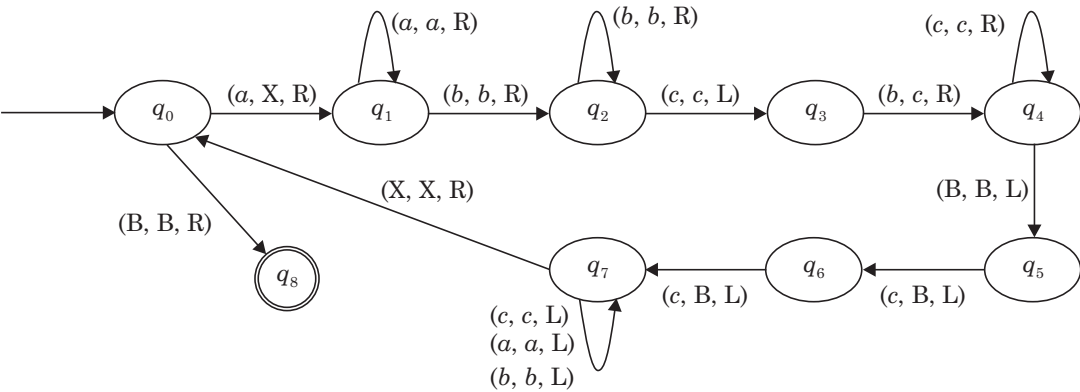 (a, a, R)
(b, b, R)
(c, c, R)
q0
(a, X, R)
q1
(b, b, R)
q2
(c, c, L)
q3
(b, c, R)
q4
(X, X, R)
(B, B, L)
(B, B, R)
q8
q7
q6
q5
(c, B, L)
(c, B, L)
(c, c, L)
(a, a, L)
(b, b, L)